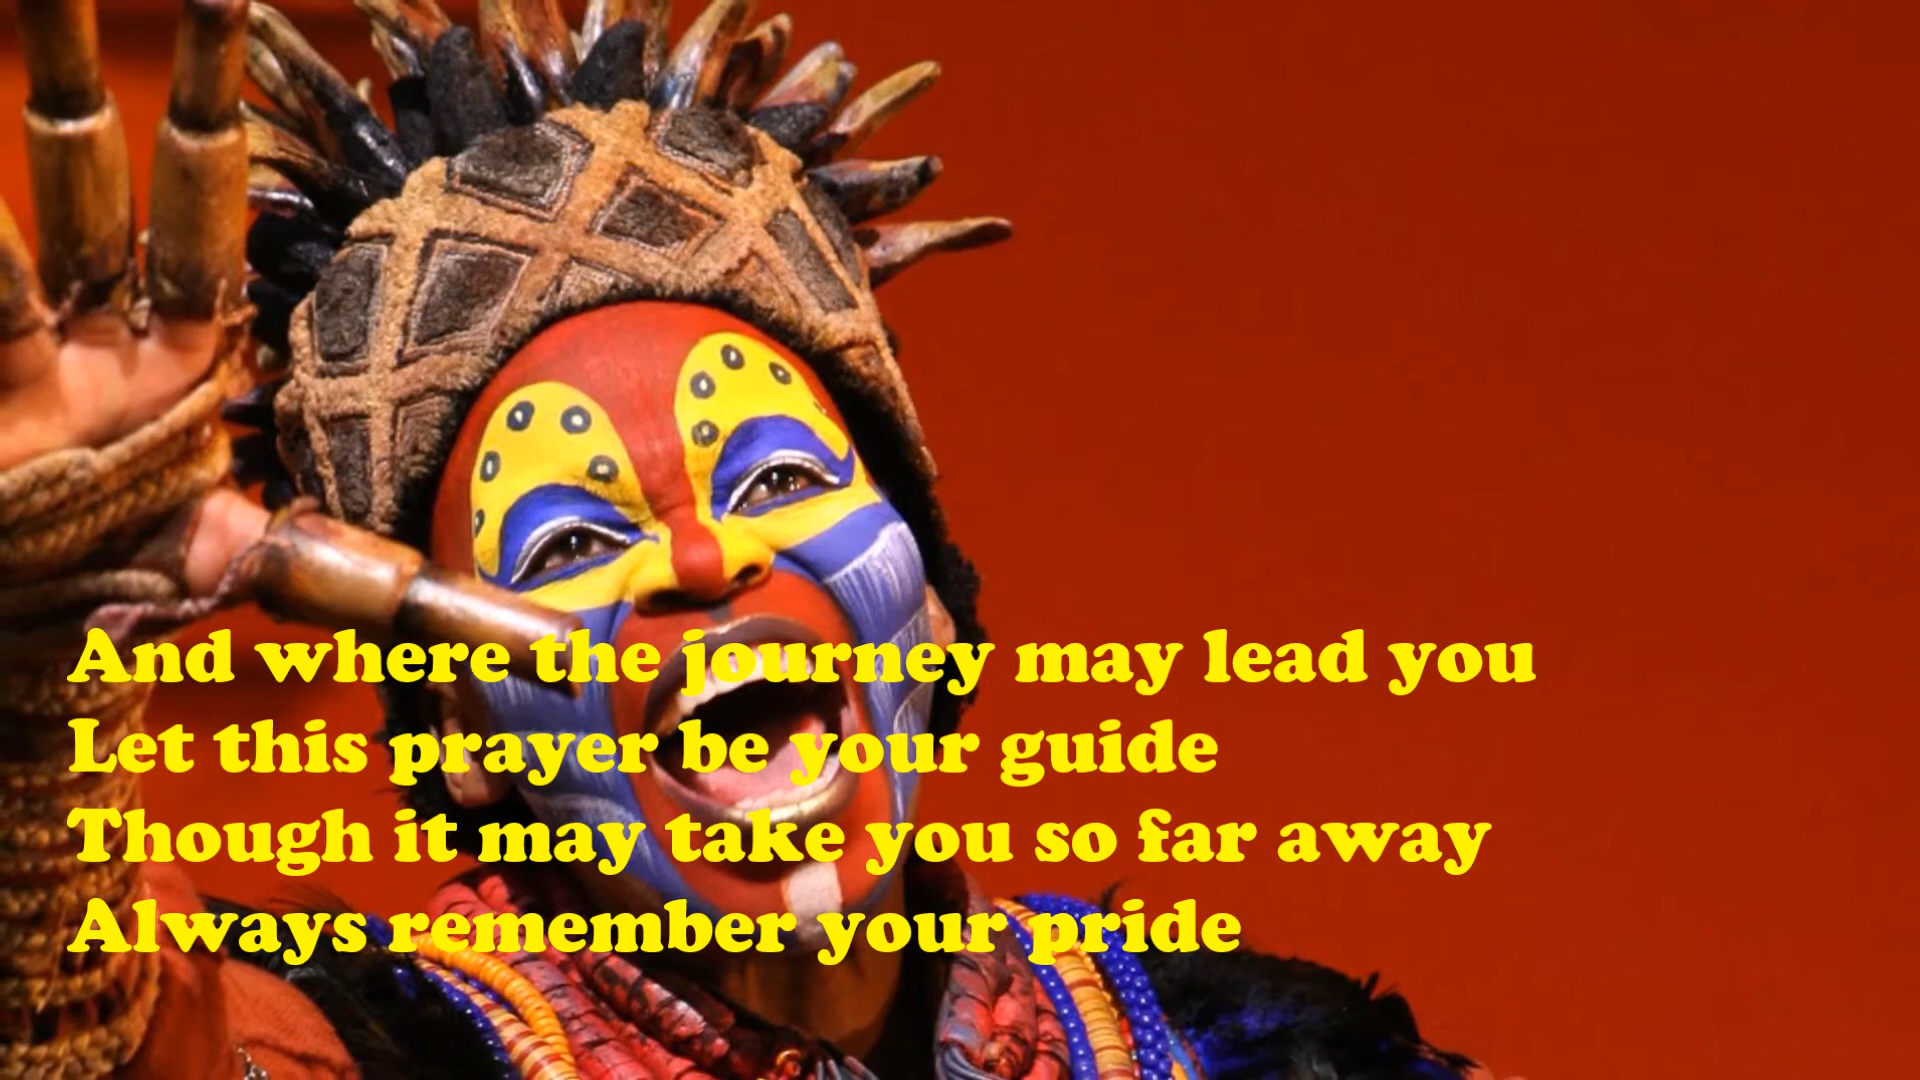 And where the journey may lead you
Let this prayer be your guide
Though it may take you so far away
Always remember your pride